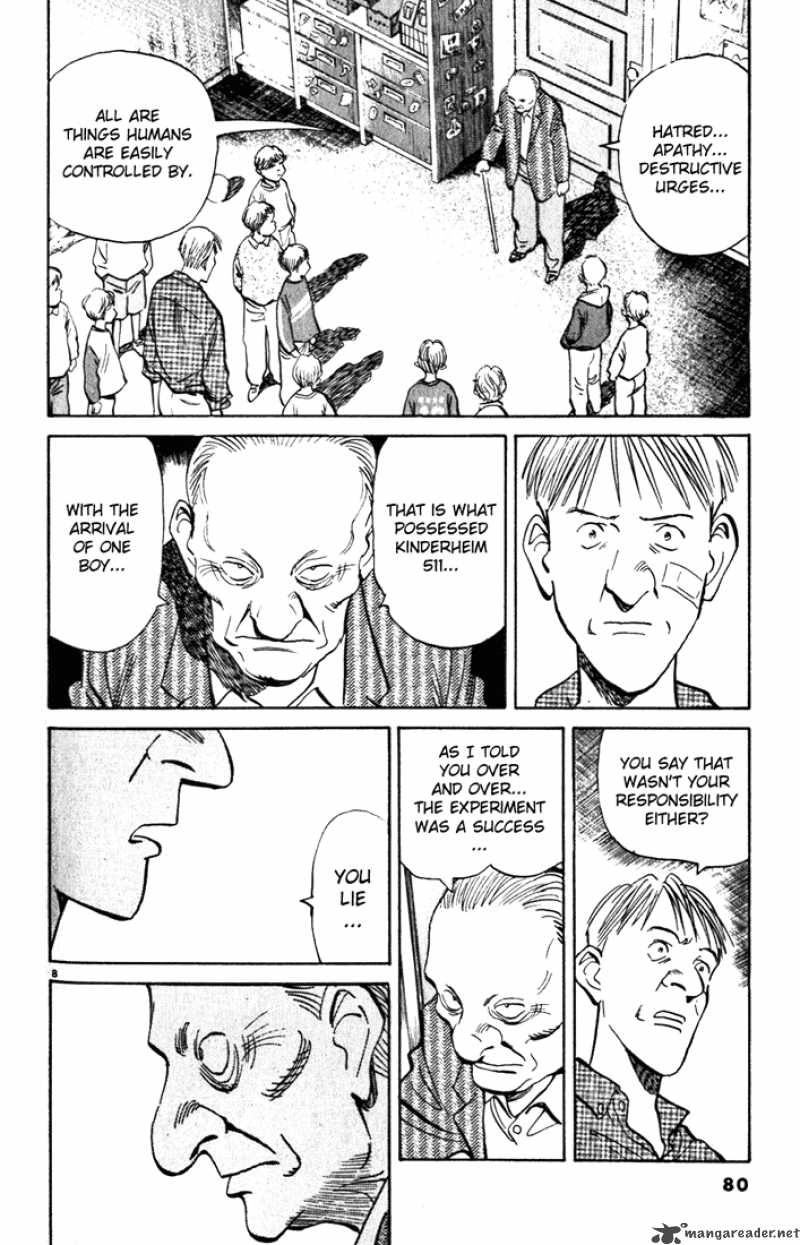 HATRED...
APATHY...
DESTRUCTIVE
URGES...
ALL ARE
THINGS HUMANS
ARE EASILY
CONTROLLED BY.
THAT IS WHAT
POSSESSED
KINDERHEIM
511...
WITH THE
ARRIVAL
OF ONE
BOY...
YOU SAY THAT
WASN'T YOUR
RESPONSIBILITY
EITHER?
AS I TOLD
YOU OVER
AND OVER...
THE EXPERIMENT
WAS A SUCCESS
...
YOU
LIE
...
8
80
mangareader.net